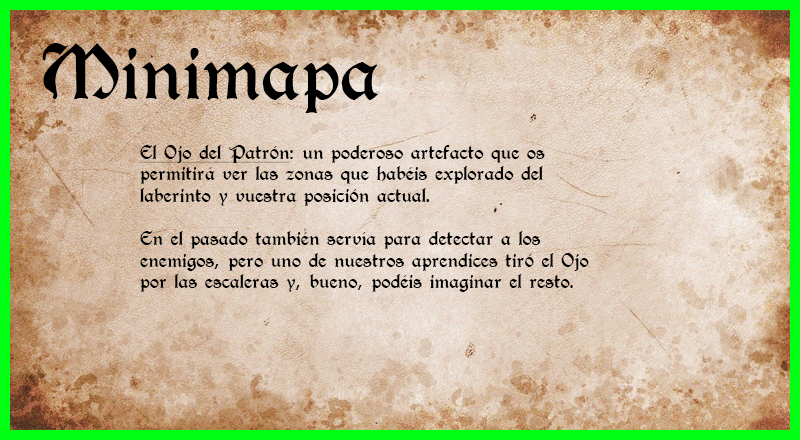 Minimapa
El Ojo del Patrón: un poderoso artefacto que os
permitirá ver las zonas que habéis explorado del
laberinto y vuestra posición actual.
En el pasado también servía para detectar a los
enemigos, pero uno de nuestros aprendices tiró el Ojo
por las escaleras y, bueno, podéis imaginar el resto.